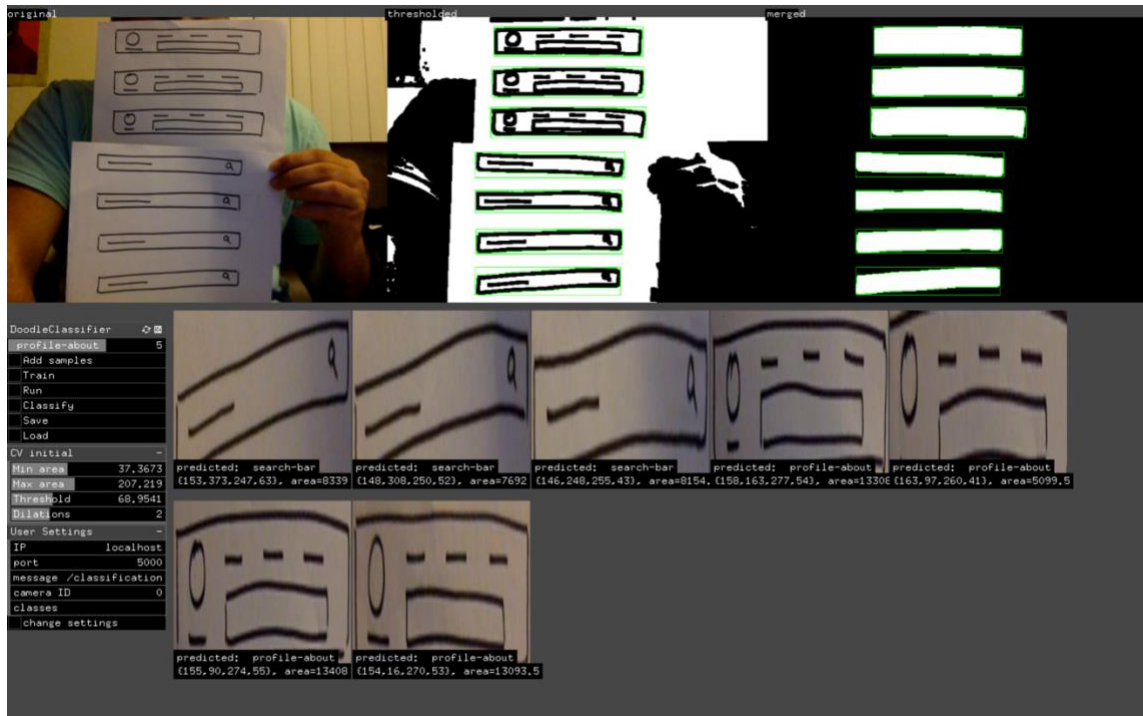 original
thresholded
merged
DoodleClassifier
profile-about 5
Add samples
Train
Run
Classify
Save
Load
CV initial -
Min area 37.3673
Max area 207.219
Threshold 68.9541
Dilations 2
User Settings -
IP localhost
port 5000
message /classification
camera ID 0
classes
change settings
predicted: search-bar
{153,373,247,63}, area=8339
predicted: search-bar
{148,308,250,52}, area=7692
predicted: search-bar
{146,248,255,43}, area=8154.
predicted: profile-about
{158,163,277,54}, area=13308
predicted: profile-about
{163,97,260,41}, area=5099.5
predicted: profile-about
{155,90,274,55}, area=13408
predicted: profile-about
{154,16,270,53}, area=13093.5